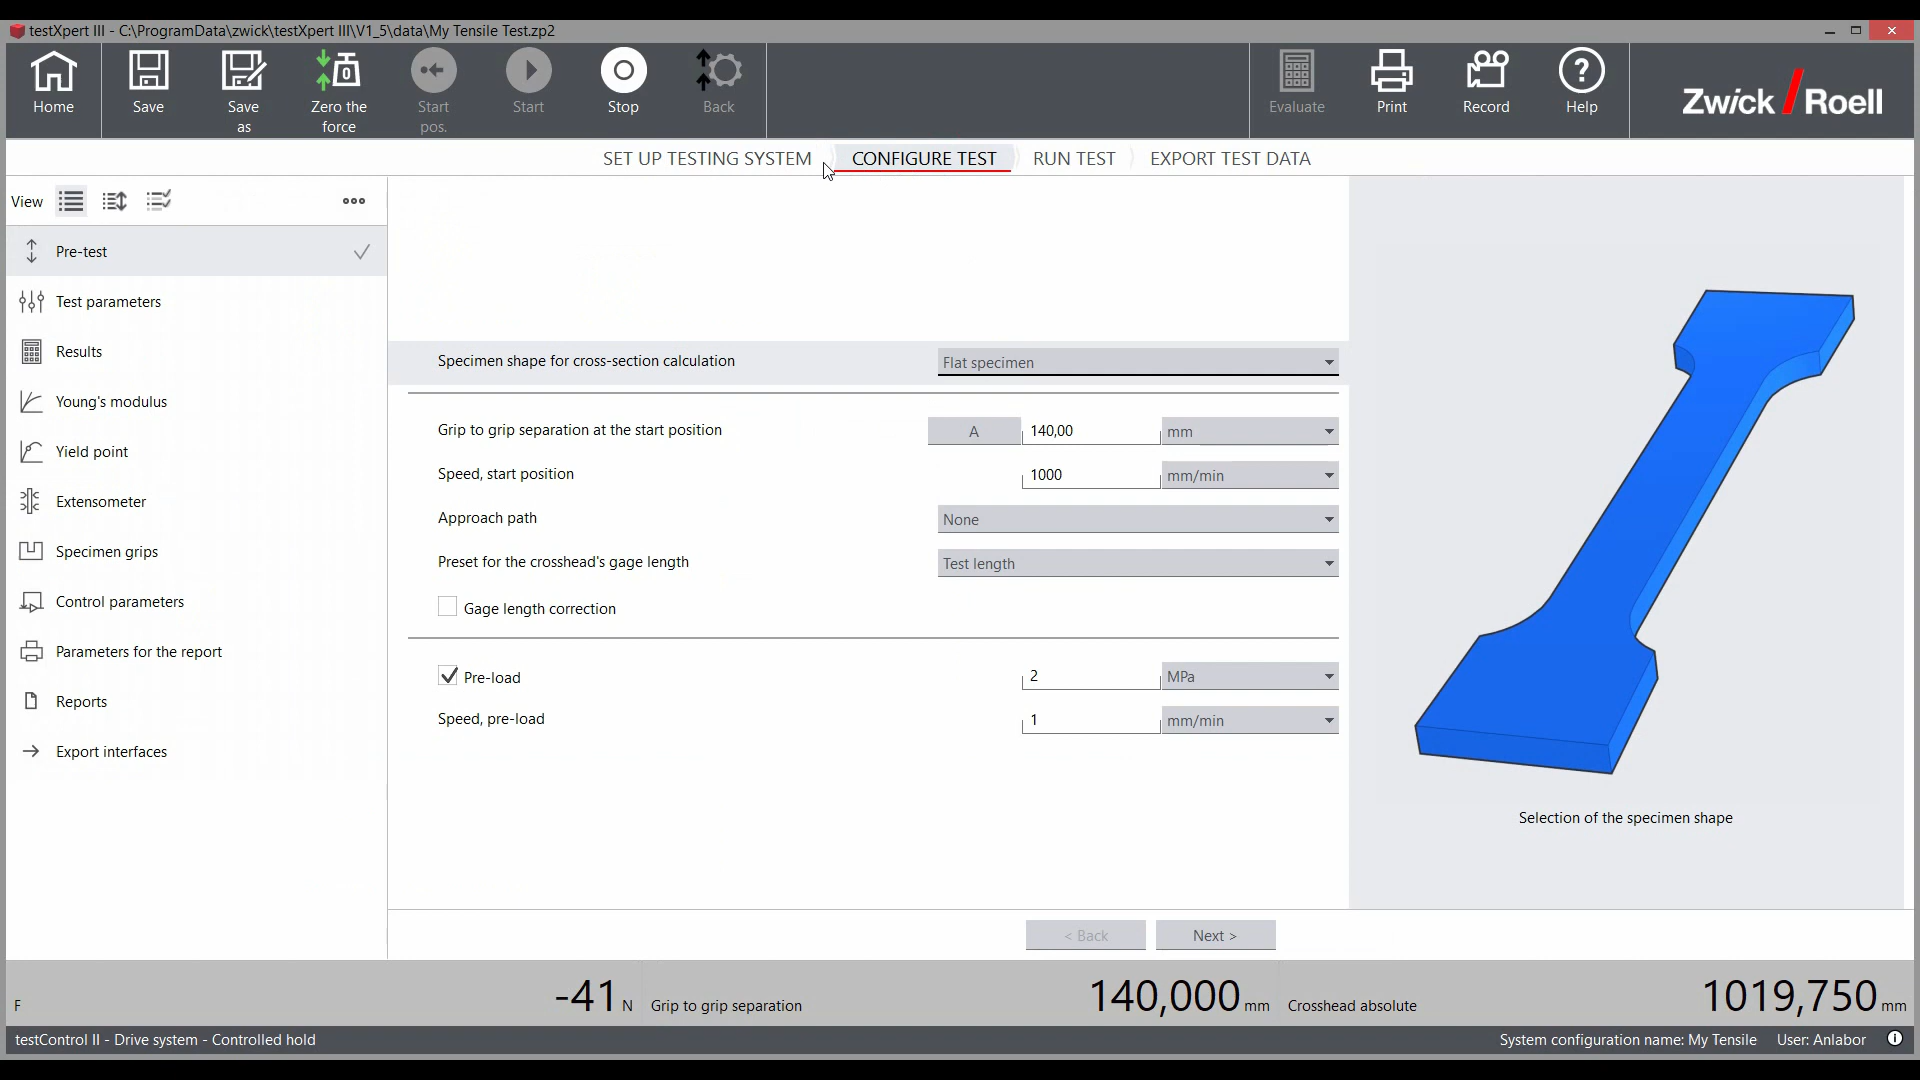 testXpert III - C:\ProgramData\zwick\testXpert III\V1_5\data\My Tensile Test.zp2
Home
Save
Save as
Zero the force
Start pos.
Start
Stop
Back
Evaluate
Print
Record
Help
Zwick / Roell
SET UP TESTING SYSTEM
CONFIGURE TEST
RUN TEST
EXPORT TEST DATA
View
Pre-test
Test parameters
Results
Young's modulus
Yield point
Extensometer
Specimen grips
Control parameters
Parameters for the report
Reports
Export interfaces
Specimen shape for cross-section calculation Flat specimen
Grip to grip separation at the start position A 140,00 mm
Speed, start position 1000 mm/min
Approach path None
Preset for the crosshead's gage length Test length
Gage length correction
Pre-load 2 MPa
Speed, pre-load 1 mm/min
Selection of the specimen shape
< Back Next >
F -41 N Grip to grip separation 140,000 mm Crosshead absolute 1019,750 mm
testControl II - Drive system - Controlled hold System configuration name: My Tensile User: Anlabor